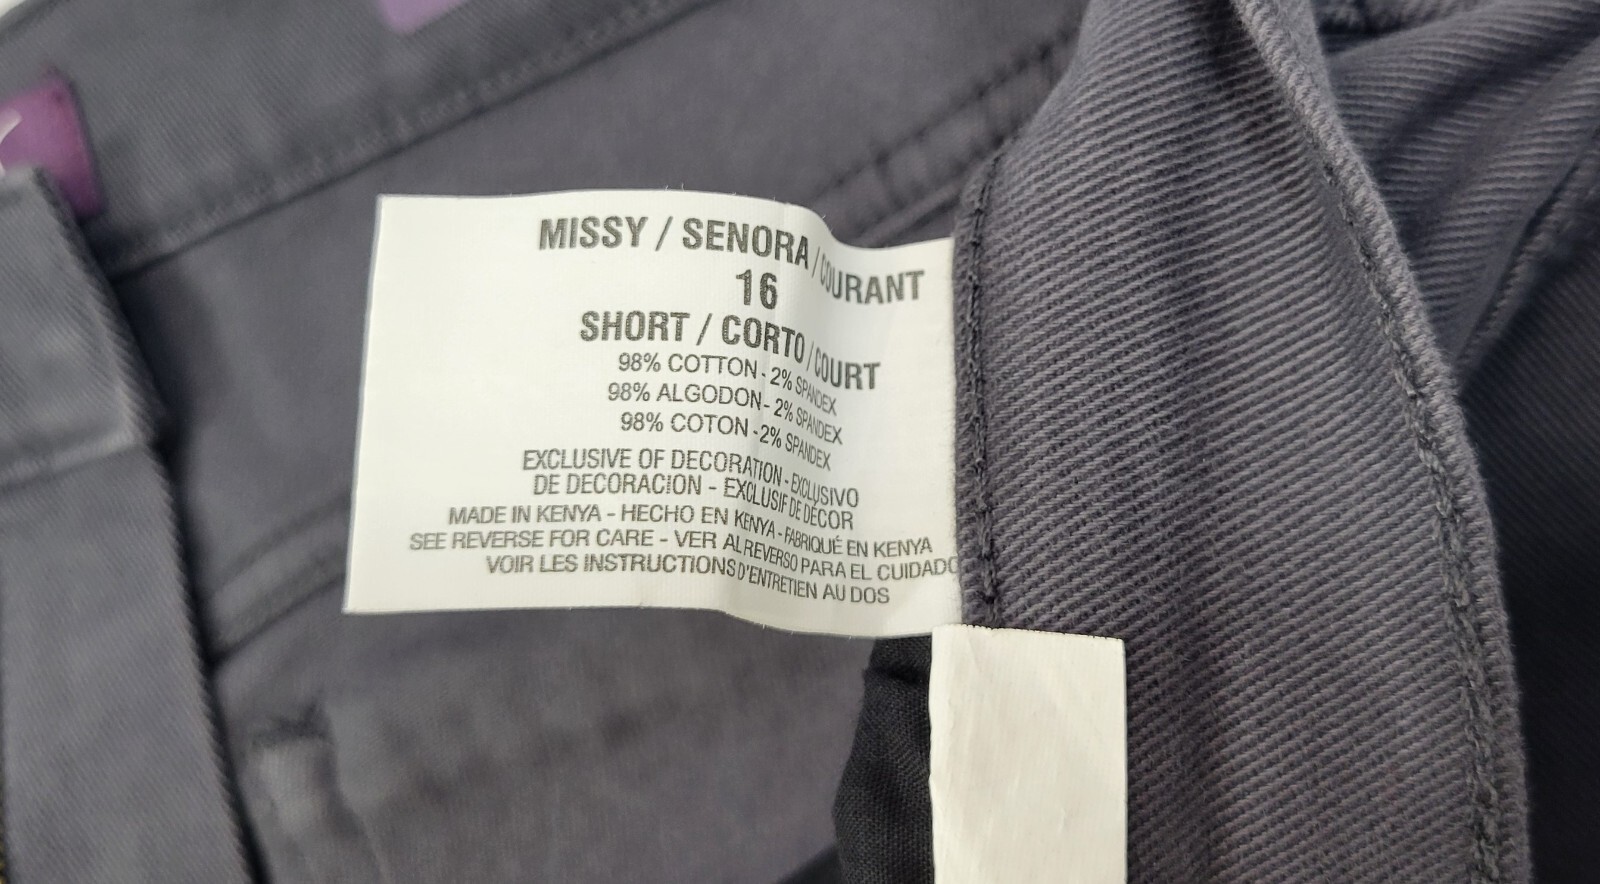 MISSY / SENORA / COURANT
16
SHORT / CORTO / COURT
98% COTTON - 2% SPANDEX
98% ALGODON - 2% SPANDEX
98% COTON - 2% SPANDEX
EXCLUSIVE OF DECORATION - EXCLUSIVO
DE DECORACION - EXCLUSIF DE DÉCOR
MADE IN KENYA - HECHO EN KENYA - FABRIQUÉ EN KENYA
SEE REVERSE FOR CARE - VER AL REVERSO PARA EL CUIDADO
VOIR LES INSTRUCTIONS D'ENTRETIEN AU DOS